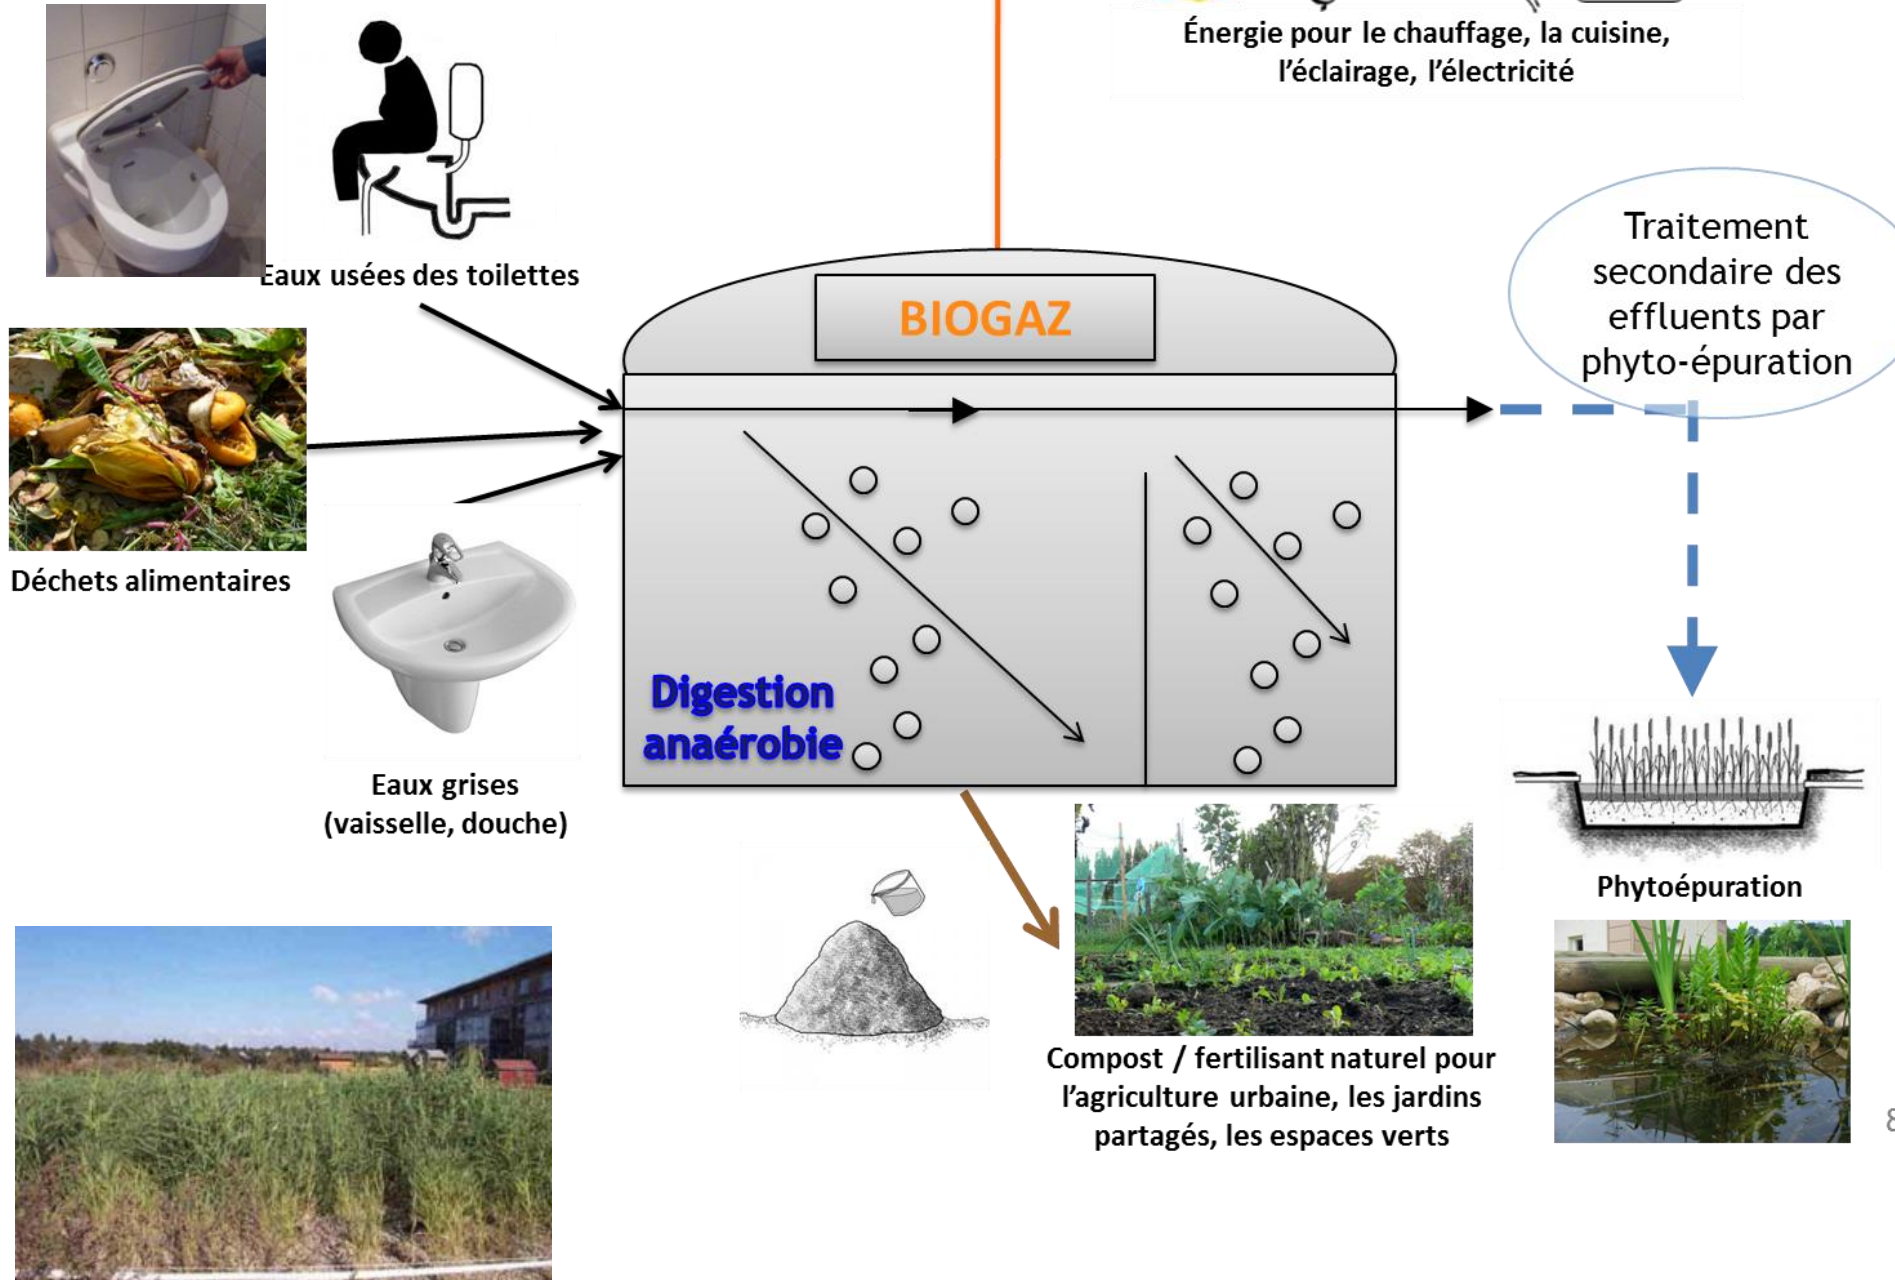 Énergie pour le chauffage, la cuisine,
l'éclairage, l'électricité
Eaux usées des toilettes
BIOGAZ
Traitement
secondaire des
effluents par
phyto-épuration
Déchets alimentaires
Digestion
anaérobie
Eaux grises
(vaisselle, douche)
Phytoépuration
Compost / fertilisant naturel pour
l'agriculture urbaine, les jardins
partagés, les espaces verts